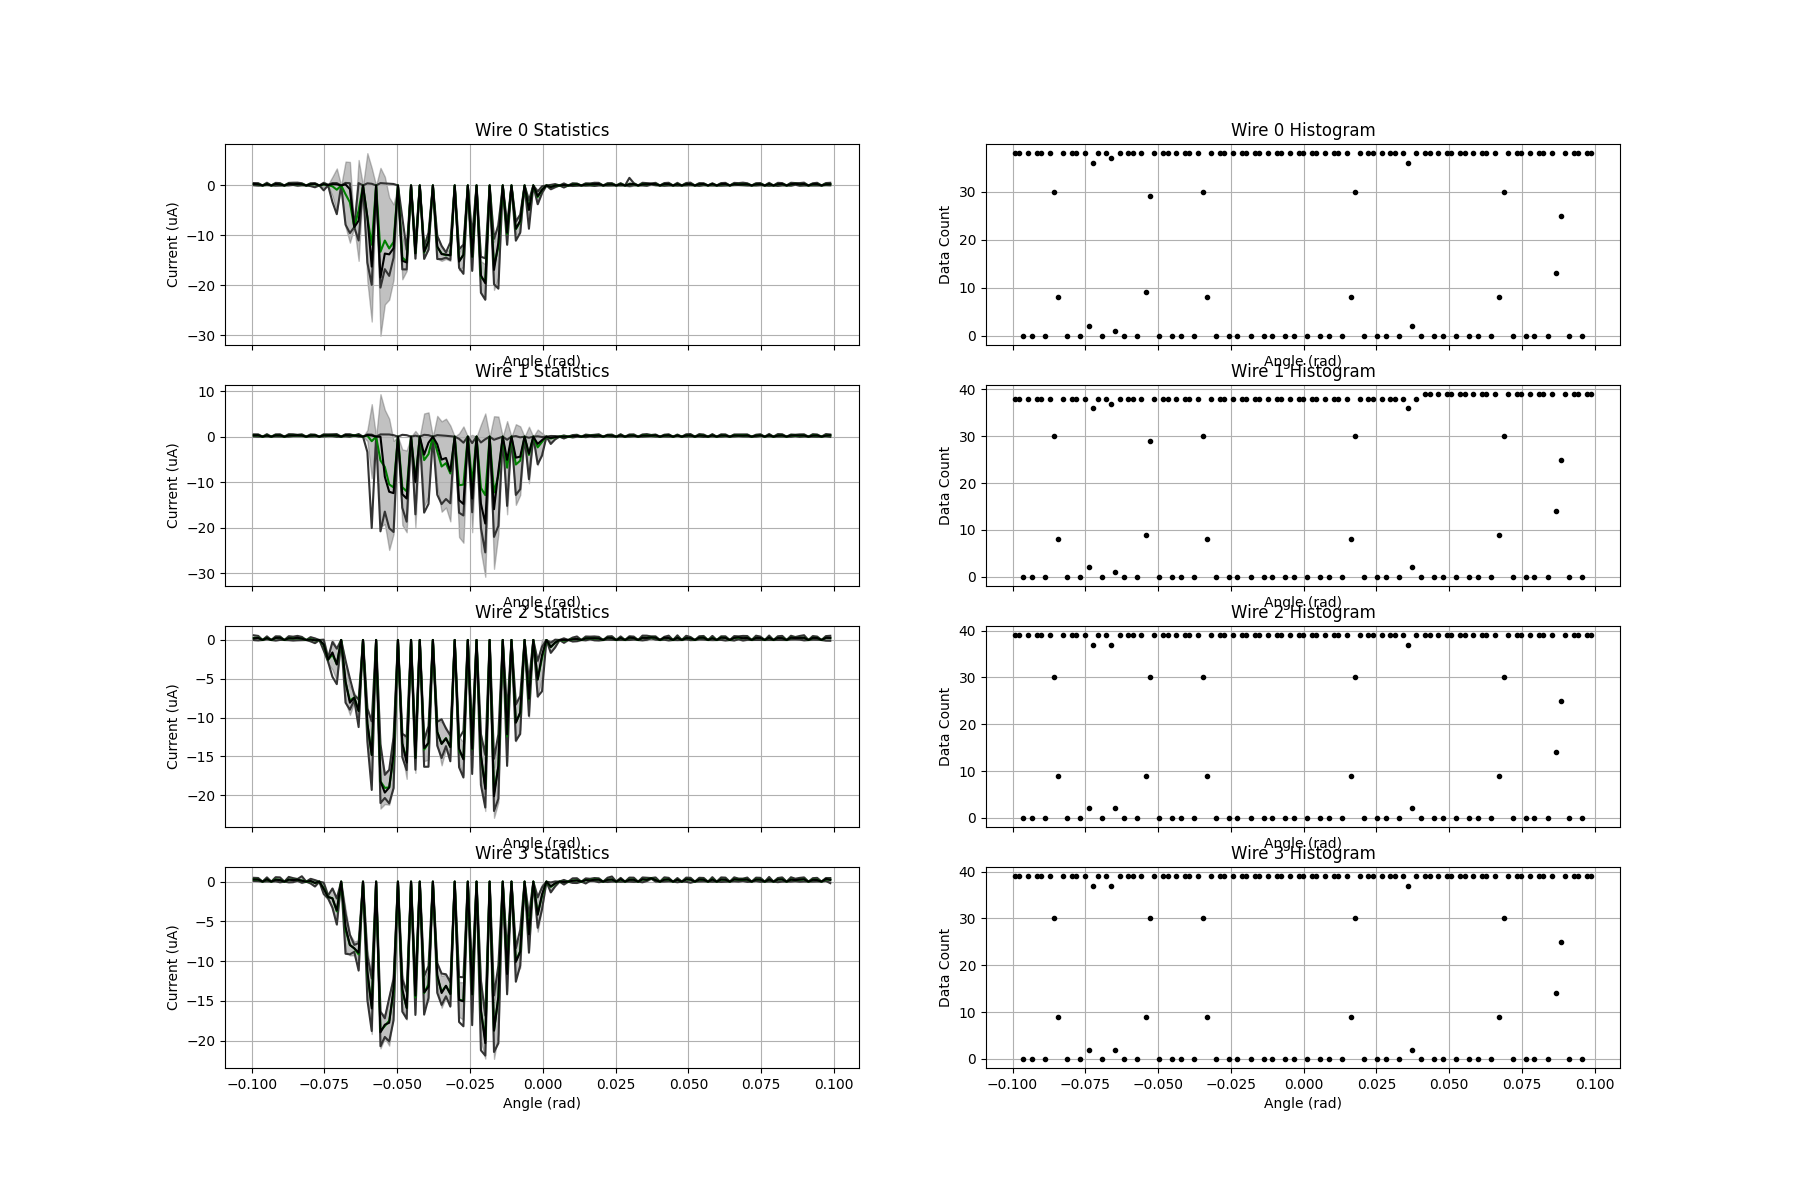 Wire 0 Statistics
0
−10
−20
−30
Current (uA)
Angle (rad)
Wire 0 Histogram
30
20
10
0
Data Count
Angle (rad)
Wire 1 Statistics
10
0
−10
−20
−30
Current (uA)
Angle (rad)
Wire 1 Histogram
40
30
20
10
0
Data Count
Angle (rad)
Wire 2 Statistics
0
−5
−10
−15
−20
Current (uA)
Angle (rad)
Wire 2 Histogram
40
30
20
10
0
Data Count
Angle (rad)
Wire 3 Statistics
0
−5
−10
−15
−20
Current (uA)
−0.100 −0.075 −0.050 −0.025 0.000 0.025 0.050 0.075 0.100
Angle (rad)
Wire 3 Histogram
40
30
20
10
0
Data Count
−0.100 −0.075 −0.050 −0.025 0.000 0.025 0.050 0.075 0.100
Angle (rad)